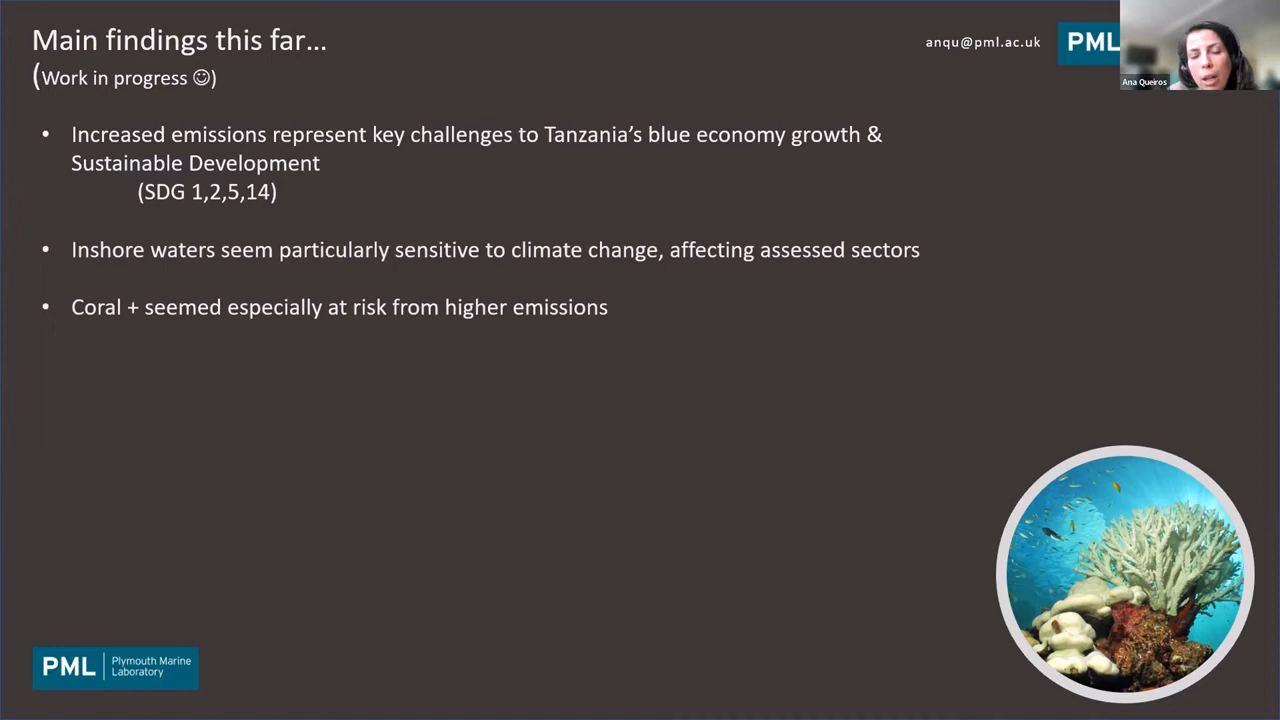 Main findings this far...
(Work in progress ☺)
anqu@pml.ac.uk
PML
Ana Queiros
• Increased emissions represent key challenges to Tanzania's blue economy growth &
Sustainable Development
(SDG 1,2,5,14)
• Inshore waters seem particularly sensitive to climate change, affecting assessed sectors
• Coral + seemed especially at risk from higher emissions
PML | Plymouth Marine
Laboratory